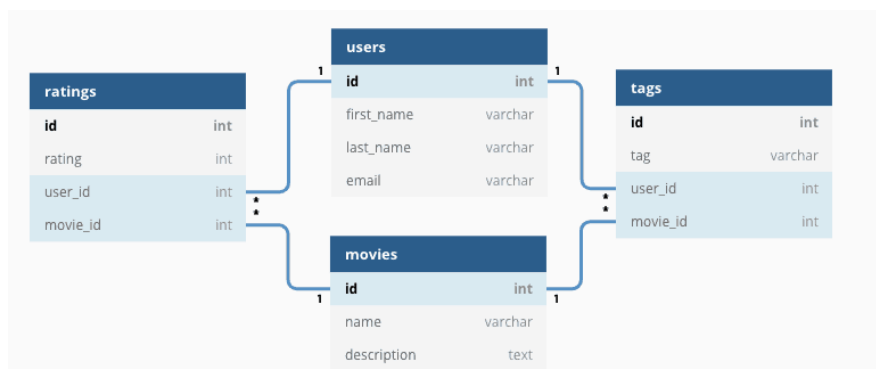 ratings
id int
rating int
user_id int
movie_id int
*
*
users
1 id int 1
first_name varchar
last_name varchar
email varchar
movies
1 id int 1
name varchar
description text
tags
id int
tag varchar
user_id int
movie_id int
*
*